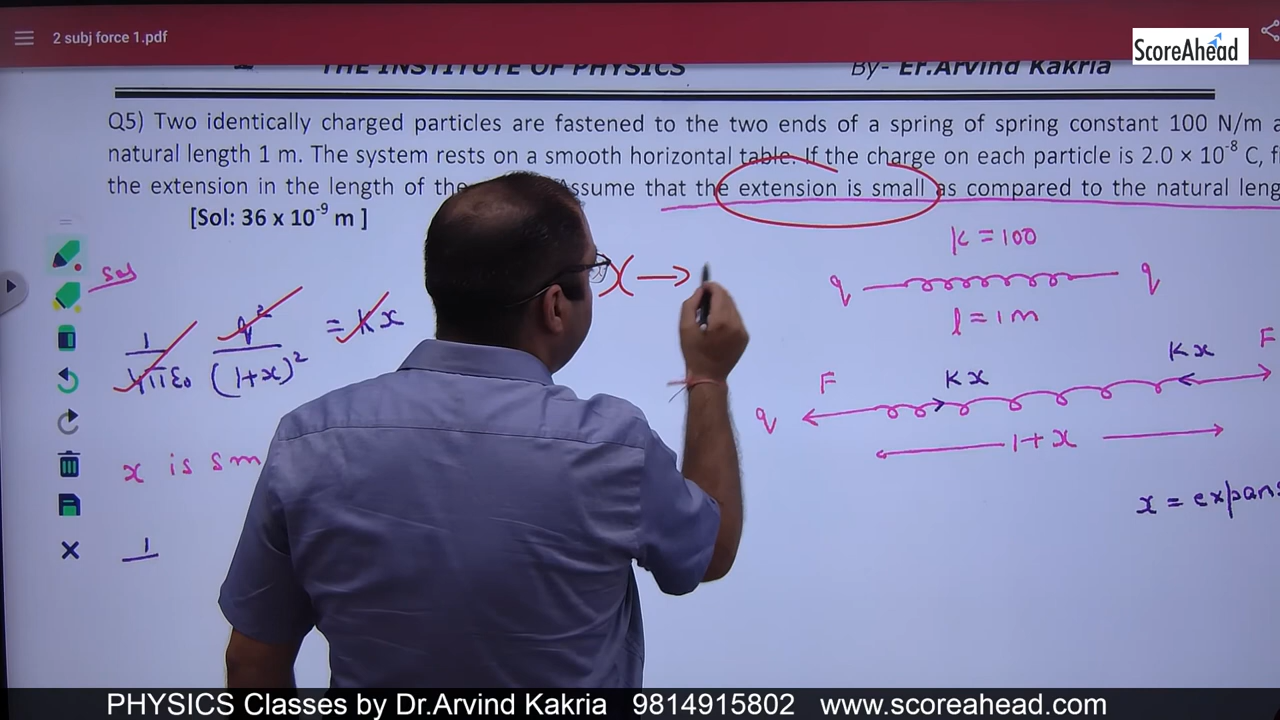 2 subj force 1.pdf
ScoreAhead
THE INSTITUTE OF PHYSICS By- Er.Arvind Kakria
Q5) Two identically charged particles are fastened to the two ends of a spring of spring constant 100 N/m
natural length 1 m. The system rests on a smooth horizontal table. If the charge on each particle is 2.0 × 10⁻⁸ C,
the extension in the length of the Assume that the extension is small as compared to the natural
[Sol: 36 x 10⁻⁹ m ]
Sol
1/4πε₀ q²/(1+x)² = Kx
x is sm
1
K = 100
q q
l = 1m
F Kx Kx F
q
1+x
x =
PHYSICS Classes by Dr.Arvind Kakria 9814915802 www.scoreahead.com